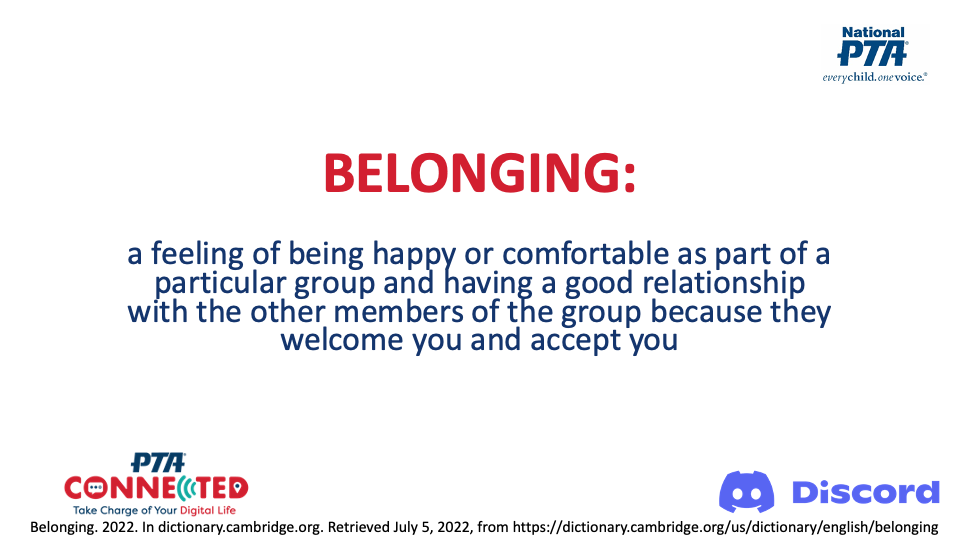 National
PTA®
everychild.onevoice.®
BELONGING:
a feeling of being happy or comfortable as part of a
particular group and having a good relationship
with the other members of the group because they
welcome you and accept you
PTA
CONNECTED
Take Charge of Your Digital Life
Discord
Belonging. 2022. In dictionary.cambridge.org. Retrieved July 5, 2022, from https://dictionary.cambridge.org/us/dictionary/english/belonging